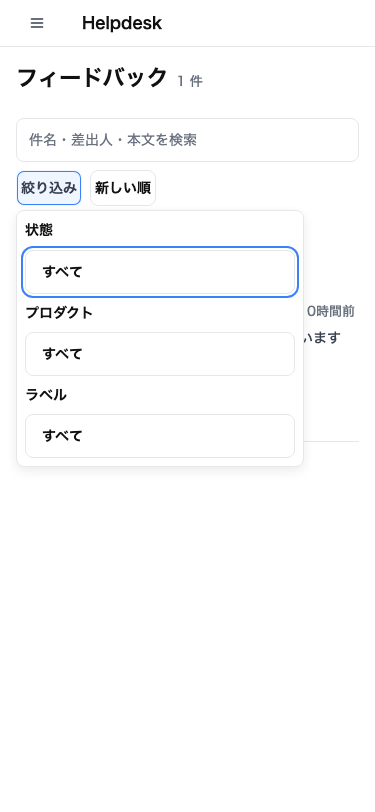 Helpdesk
フィードバック 1 件
件名・差出人・本文を検索
絞り込み 新しい順
状態
すべて
0時間前
プロダクト
います
すべて
ラベル
すべて